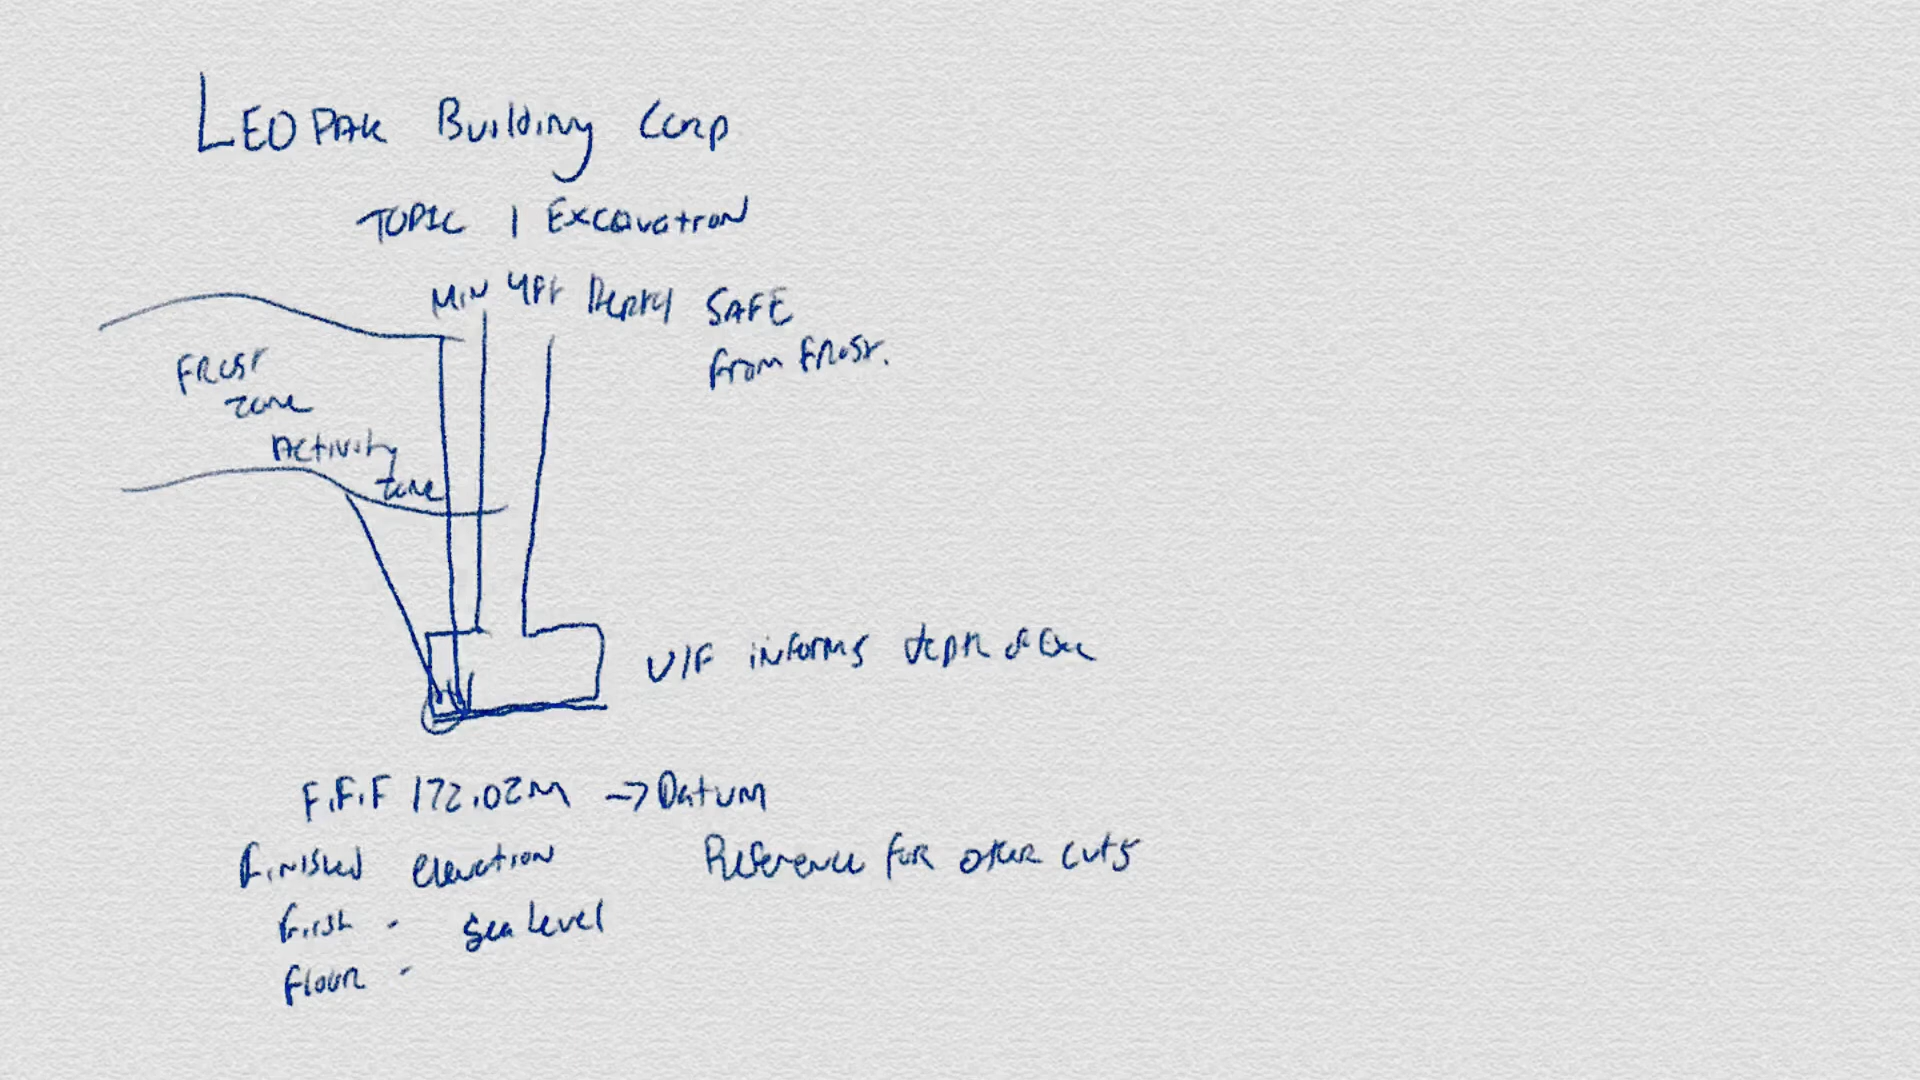 LEOPAK Building Corp
TOPIC 1 Excavation
MIN 4Ft Depth SAFE
from frost.
Frost
zone
Activity
zone
U/F informs depth of Exc
F.F.F 172.02M → Datum
Finished elevation Reference for other cuts
First - Sea Level
Floor -